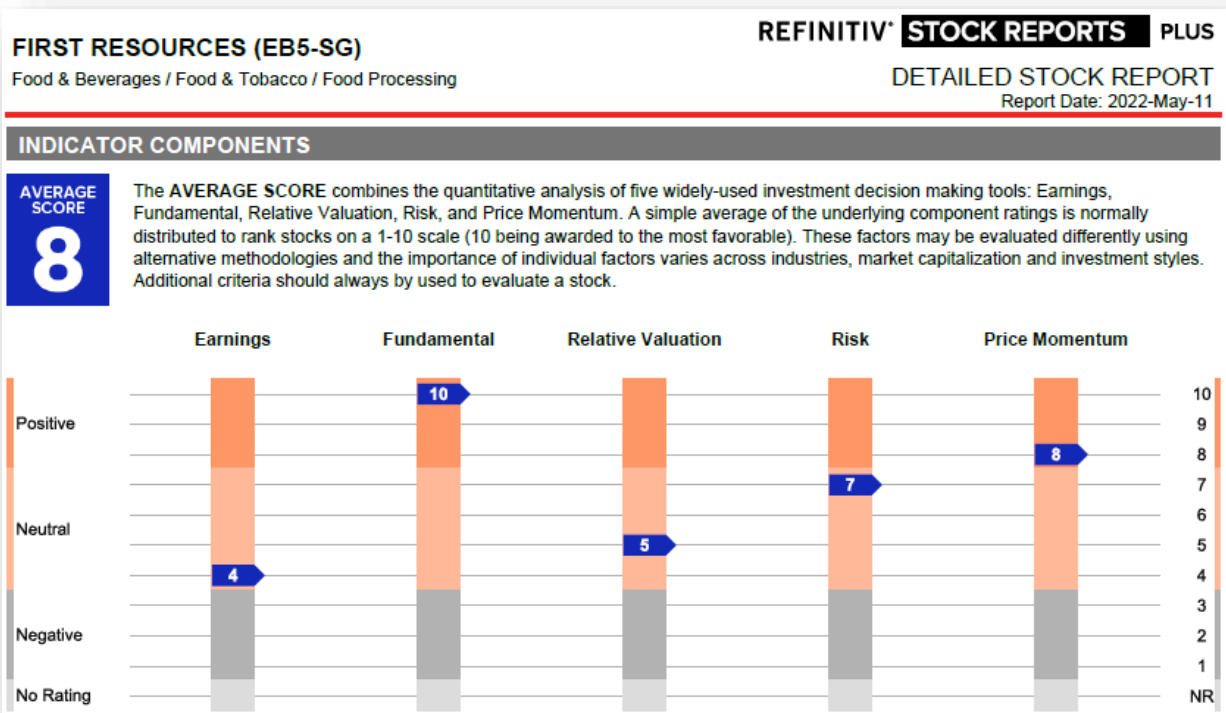 FIRST RESOURCES (EB5-SG)
Food & Beverages / Food & Tobacco / Food Processing
REFINITIV® STOCK REPORTS PLUS
DETAILED STOCK REPORT
Report Date: 2022-May-11
INDICATOR COMPONENTS
AVERAGE
SCORE
8
The AVERAGE SCORE combines the quantitative analysis of five widely-used investment decision making tools: Earnings,
Fundamental, Relative Valuation, Risk, and Price Momentum. A simple average of the underlying component ratings is normally
distributed to rank stocks on a 1-10 scale (10 being awarded to the most favorable). These factors may be evaluated differently using
alternative methodologies and the importance of individual factors varies across industries, market capitalization and investment styles.
Additional criteria should always by used to evaluate a stock.
Earnings Fundamental Relative Valuation Risk Price Momentum
10 10
Positive 9
8 8
7 7
6
Neutral
5 5
4 4
3
Negative 2
1
No Rating NR